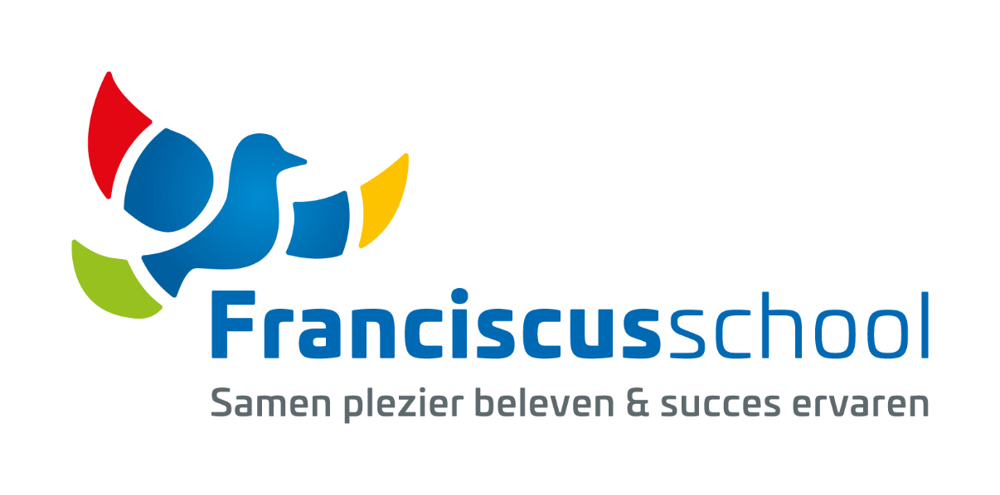 Franciscusschool
Samen plezier beleven & succes ervaren